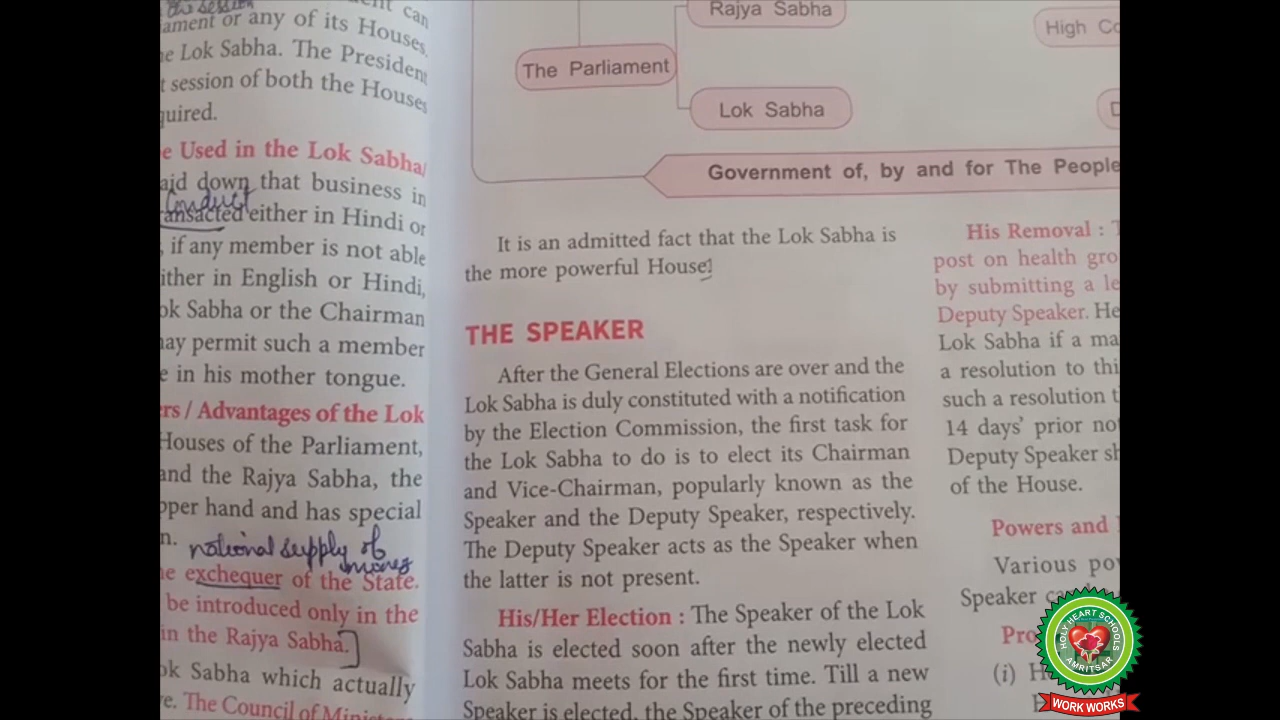 the session
can
ament or any of its Houses.
e Lok Sabha. The President
t session of both the Houses
quired.
e Used in the Lok Sabha/
aid down that business in
Conduct
ansacted either in Hindi or
, if any member is not able
ither in English or Hindi,
ok Sabha or the Chairman
may permit such a member
e in his mother tongue.
ers / Advantages of the Lok
Houses of the Parliament,
and the Rajya Sabha, the
pper hand and has special
n.
national supply of
money
e exchequer of the State.
be introduced only in the
in the Rajya Sabha.
ok Sabha which actually
e. The Council of Ministers
Rajya Sabha
The Parliament
Lok Sabha
High Co
D
Government of, by and for The People
It is an admitted fact that the Lok Sabha is
the more powerful House.
THE SPEAKER
After the General Elections are over and the
Lok Sabha is duly constituted with a notification
by the Election Commission, the first task for
the Lok Sabha to do is to elect its Chairman
and Vice-Chairman, popularly known as the
Speaker and the Deputy Speaker, respectively.
The Deputy Speaker acts as the Speaker when
the latter is not present.
His/Her Election : The Speaker of the Lok
Sabha is elected soon after the newly elected
Lok Sabha meets for the first time. Till a new
Speaker is elected, the Speaker of the preceding
His Removal : T
post on health gro
by submitting a le
Deputy Speaker. He
Lok Sabha if a ma
a resolution to thi
such a resolution t
14 days' prior no
Deputy Speaker sh
of the House.
Powers and
Various po
Speaker ca
Pro
(i) H
HOLY HEART SCHOOLS
AMRITSAR
WORK WORKS